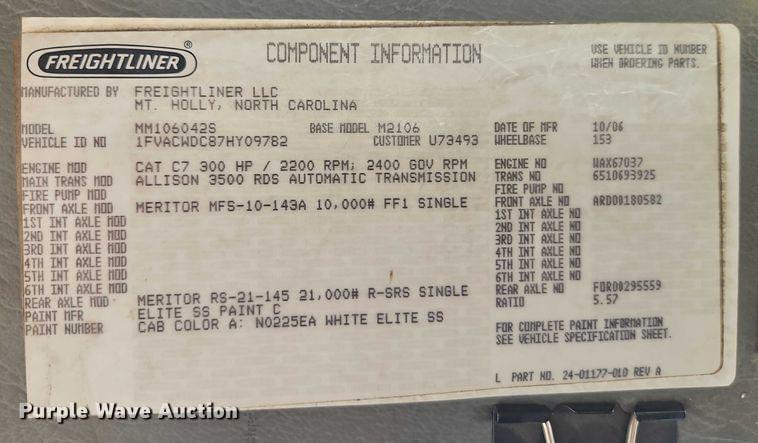 FREIGHTLINER ®
COMPONENT INFORMATION
USE VEHICLE ID NUMBER
WHEN ORDERING PARTS.
MANUFACTURED BY FREIGHTLINER LLC
MT. HOLLY, NORTH CAROLINA
MODEL MM106042S BASE MODEL M2106 DATE OF MFR 10/06
VEHICLE ID NO 1FVACWDC87HY09782 CUSTOMER U73493 WHEELBASE 153
ENGINE MOD CAT C7 300 HP / 2200 RPM; 2400 GOV RPM ENGINE NO WAX67037
MAIN TRANS MOD ALLISON 3500 RDS AUTOMATIC TRANSMISSION TRANS NO 6510693925
FIRE PUMP MOD FIRE PUMP NO
FRONT AXLE MOD MERITOR MFS-10-143A 10,000# FF1 SINGLE FRONT AXLE NO ARD00180582
1ST INT AXLE MOD 1ST INT AXLE NO
2ND INT AXLE MOD 2ND INT AXLE NO
3RD INT AXLE MOD 3RD INT AXLE NO
4TH INT AXLE MOD 4TH INT AXLE NO
5TH INT AXLE MOD 5TH INT AXLE NO
6TH INT AXLE MOD 6TH INT AXLE NO
REAR AXLE MOD MERITOR RS-21-145 21,000# R-SRS SINGLE REAR AXLE NO FOR00295559
PAINT MFR ELITE SS PAINT C RATIO 5.57
PAINT NUMBER CAB COLOR A: N0225EA WHITE ELITE SS
FOR COMPLETE PAINT INFORMATION
SEE VEHICLE SPECIFICATION SHEET.
L PART NO. 24-01177-010 REV A
Purple Wave Auction